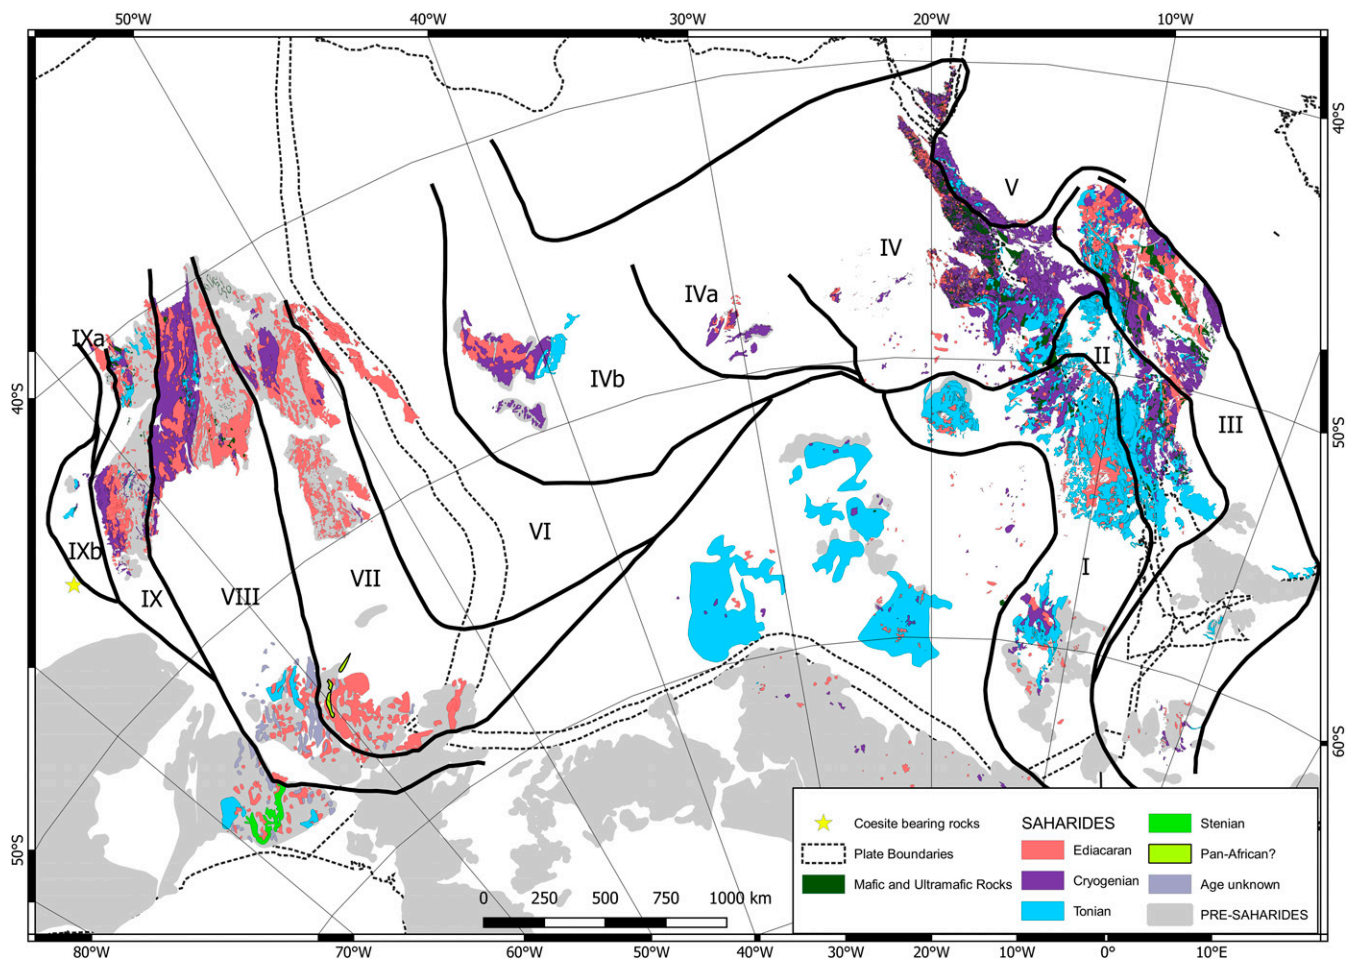 50°W 40°W 30°W 20°W 10°W
40°S
V
IV
IVa
IXa
II
IVb
40°S
III
50°S
VI
IXb
I
VII
IX VIII
60°S
Coesite bearing rocks
Plate Boundaries
Mafic and Ultramafic Rocks
SAHARIDES
Ediacaran
Cryogenian
Tonian
Stenian
Pan-African?
Age unknown
PRE-SAHARIDES
50°S
0 250 500 750 1000 km
80°W 70°W 60°W 50°W 40°W 30°W 20°W 10°W 0° 10°E